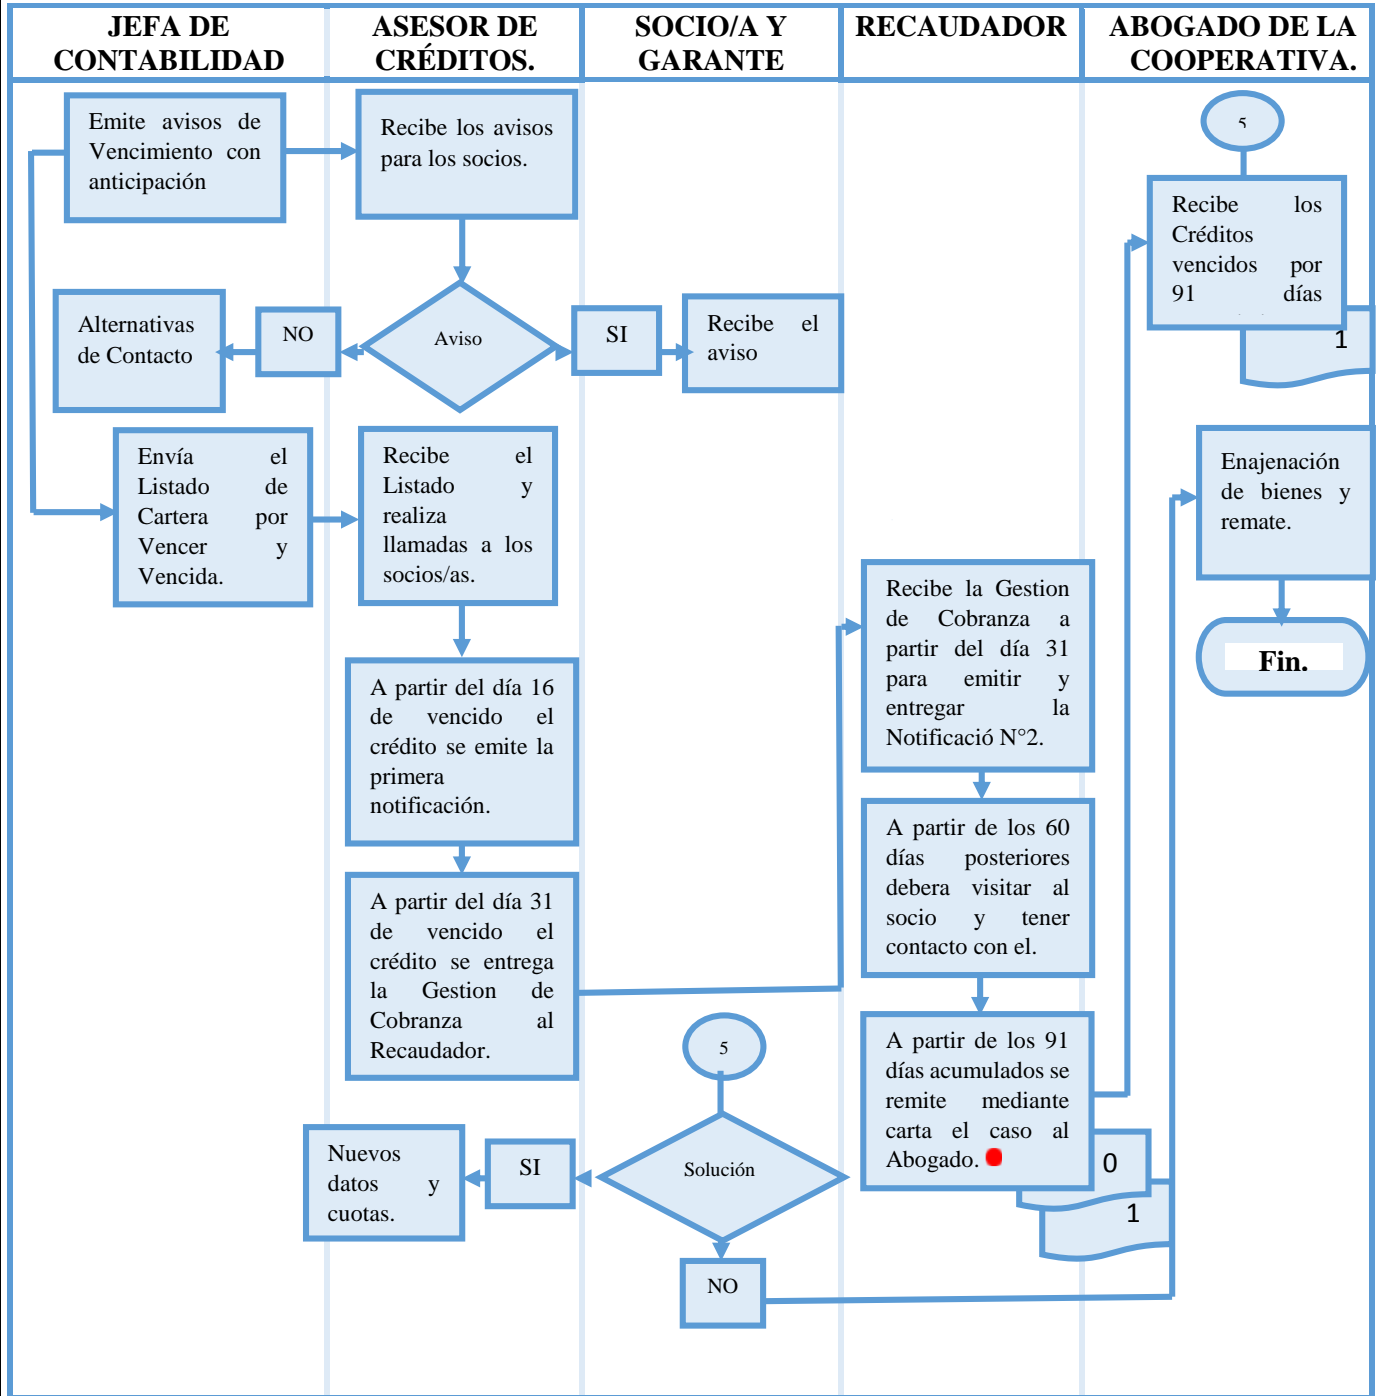 JEFA DE
CONTABILIDAD
ASESOR DE
CRÉDITOS.
SOCIO/A Y
GARANTE
RECAUDADOR
ABOGADO DE LA
COOPERATIVA.
Emite avisos de
Vencimiento con
anticipación
Recibe los avisos
para los socios.
5
Recibe los
Créditos
vencidos por
91 días
1
Alternativas
de Contacto
NO
Aviso
SI
Recibe el
aviso
Envía el
Listado de
Cartera por
Vencer y
Vencida.
Recibe el
Listado y
realiza
llamadas a los
socios/as.
Enajenación
de bienes y
remate.
Fin.
Recibe la Gestion
de Cobranza a
partir del día 31
para emitir y
entregar la
Notificació N°2.
A partir del día 16
de vencido el
crédito se emite la
primera
notificación.
A partir de los 60
días posteriores
debera visitar al
socio y tener
contacto con el.
A partir del día 31
de vencido el
crédito se entrega
la Gestion de
Cobranza al
Recaudador.
A partir de los 91
días acumulados se
remite mediante
carta el caso al
Abogado.
0
1
5
Solución
SI
Nuevos
datos y
cuotas.
NO